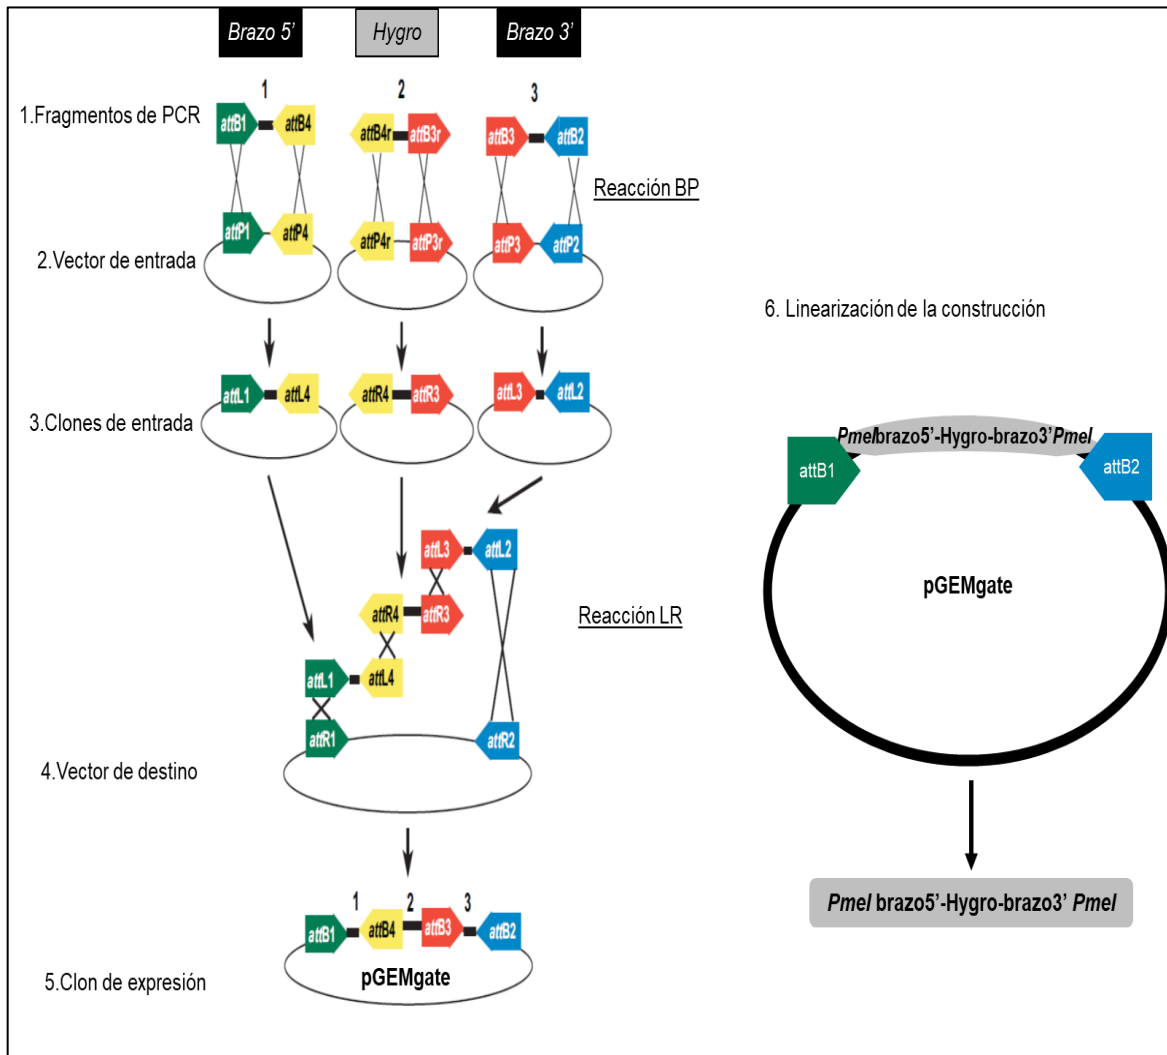 Brazo 5’ Hygro Brazo 3’
1 2 3
1.Fragmentos de PCR
attB1 attB4 attB4r attB3r attB3 attB2
Reacción BP
attP1 attP4 attP4r attP3r attP3 attP2
2.Vector de entrada
attL1 attL4 attR4 attR3 attL3 attL2
3.Clones de entrada
attL3 attL2
attR4 attR3
Reacción LR
attL1 attL4
attR1 attR2
4.Vector de destino
1 2 3
attB1 attB4 attB3 attB2
pGEMgate
5.Clon de expresión
6. Linearización de la construcción
PmeIbrazo5’-Hygro-brazo3’PmeI
attB1 attB2
pGEMgate
PmeI brazo5’-Hygro-brazo3’ PmeI